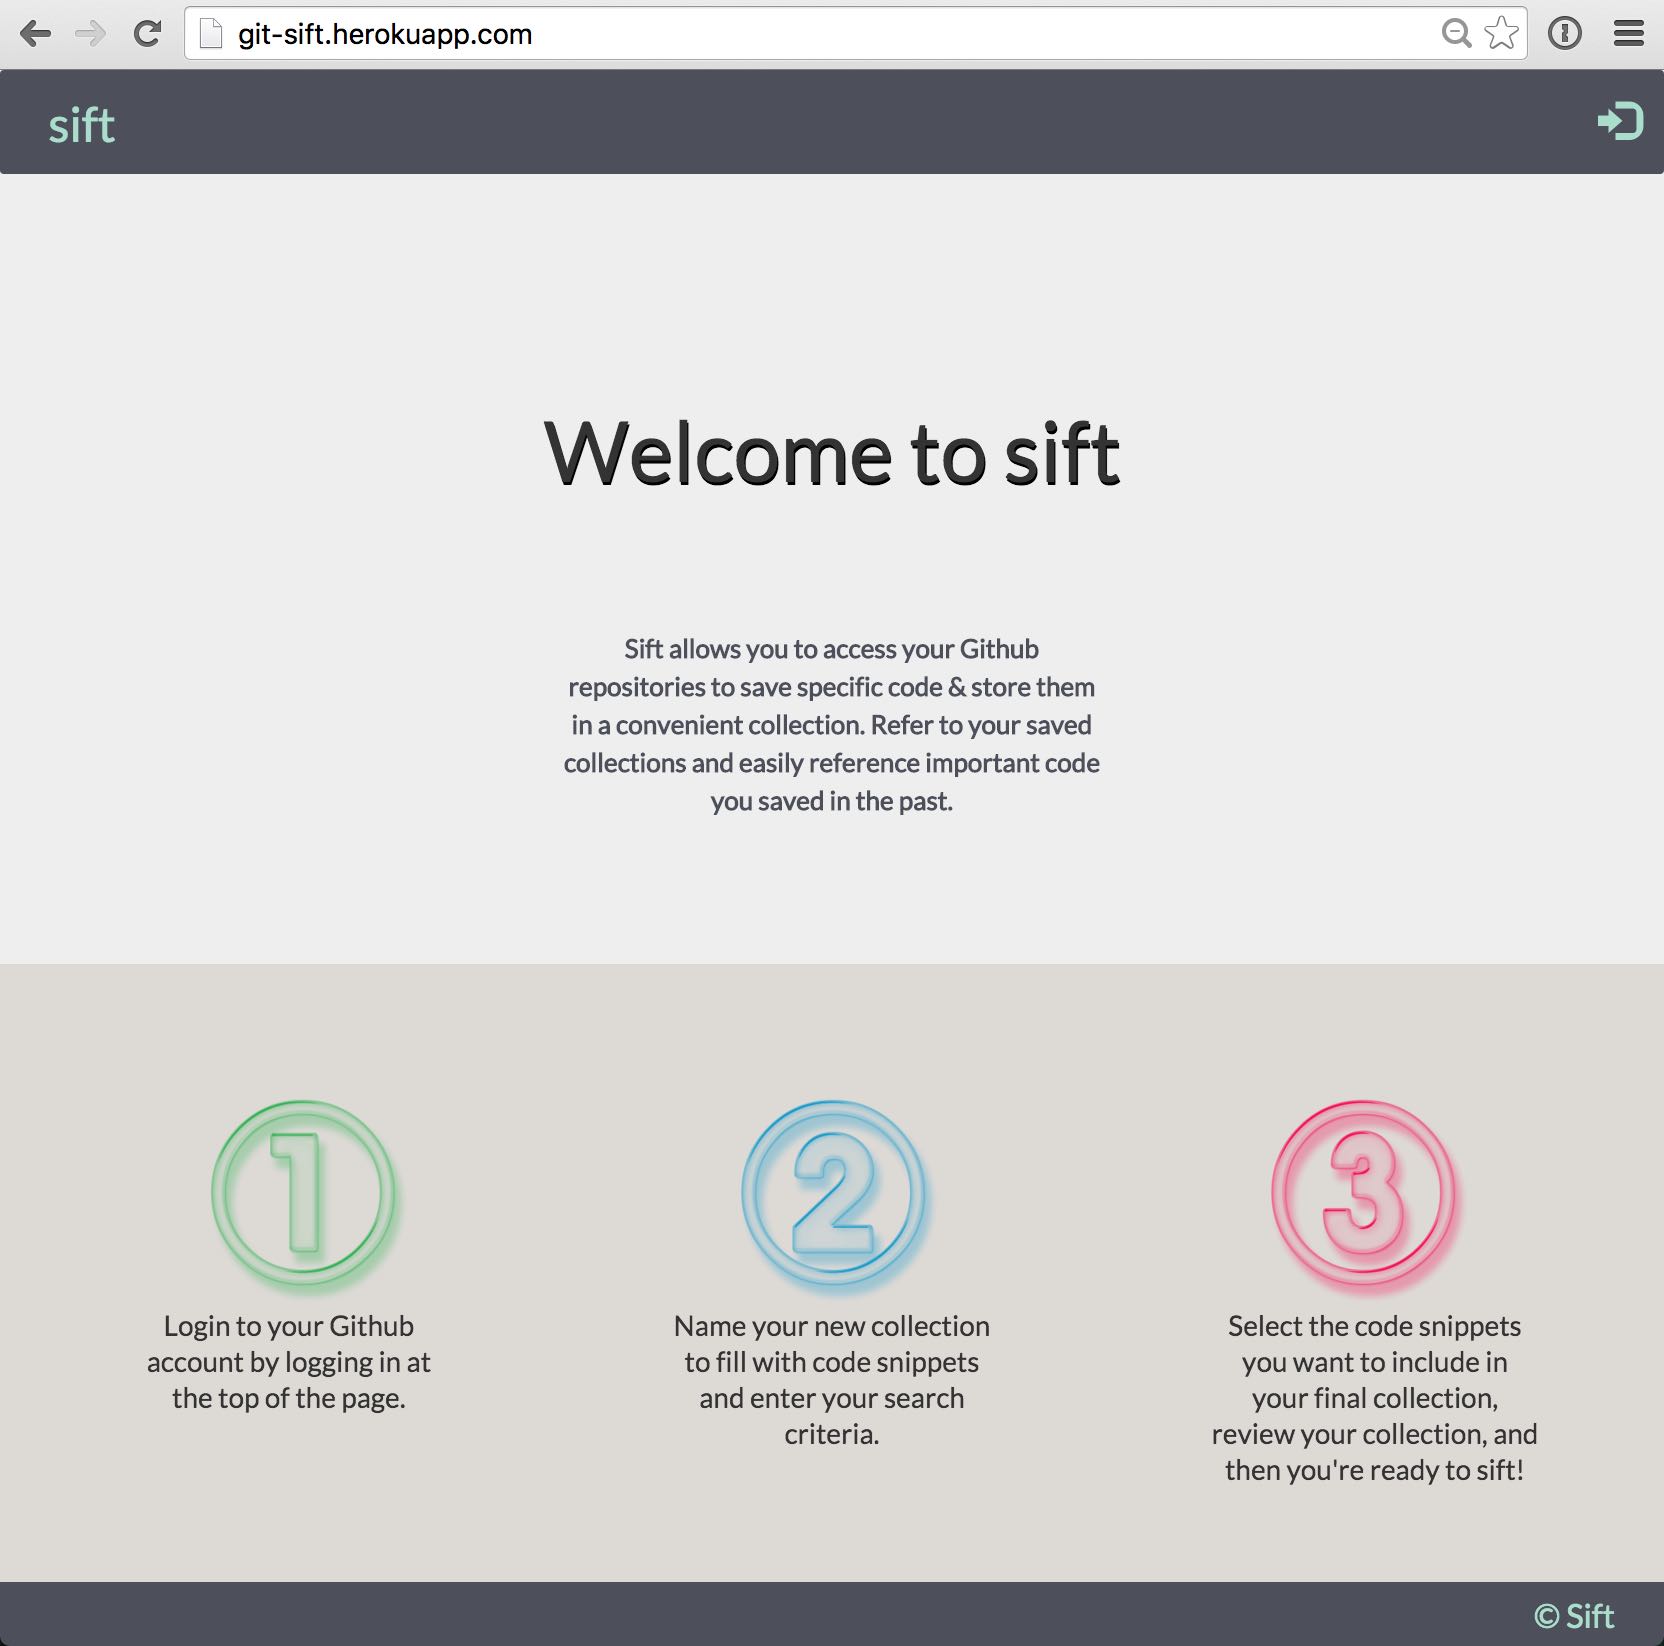 git-sift.herokuapp.com
sift
Welcome to sift
Sift allows you to access your Github
repositories to save specific code & store them
in a convenient collection. Refer to your saved
collections and easily reference important code
you saved in the past.
1
Login to your Github
account by logging in at
the top of the page.
2
Name your new collection
to fill with code snippets
and enter your search
criteria.
3
Select the code snippets
you want to include in
your final collection,
review your collection, and
then you're ready to sift!
© Sift